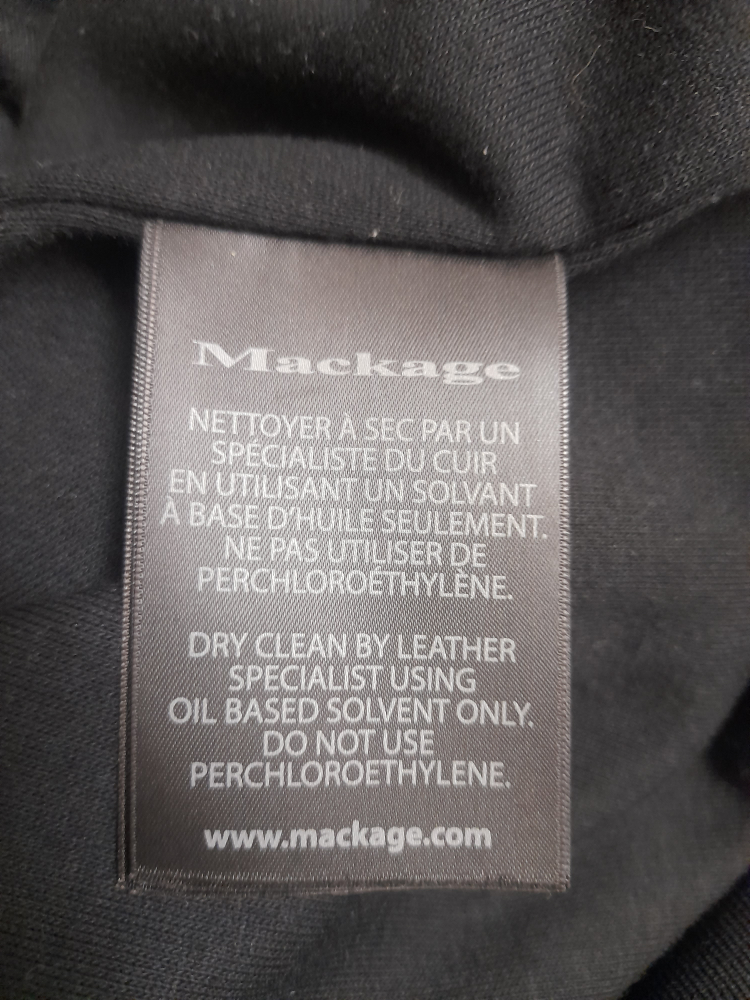 Mackage
NETTOYER À SEC PAR UN
SPÉCIALISTE DU CUIR
EN UTILISANT UN SOLVANT
À BASE D'HUILE SEULEMENT.
NE PAS UTILISER DE
PERCHLOROÉTHYLÈNE.
DRY CLEAN BY LEATHER
SPECIALIST USING
OIL BASED SOLVENT ONLY.
DO NOT USE
PERCHLOROETHYLENE.
www.mackage.com